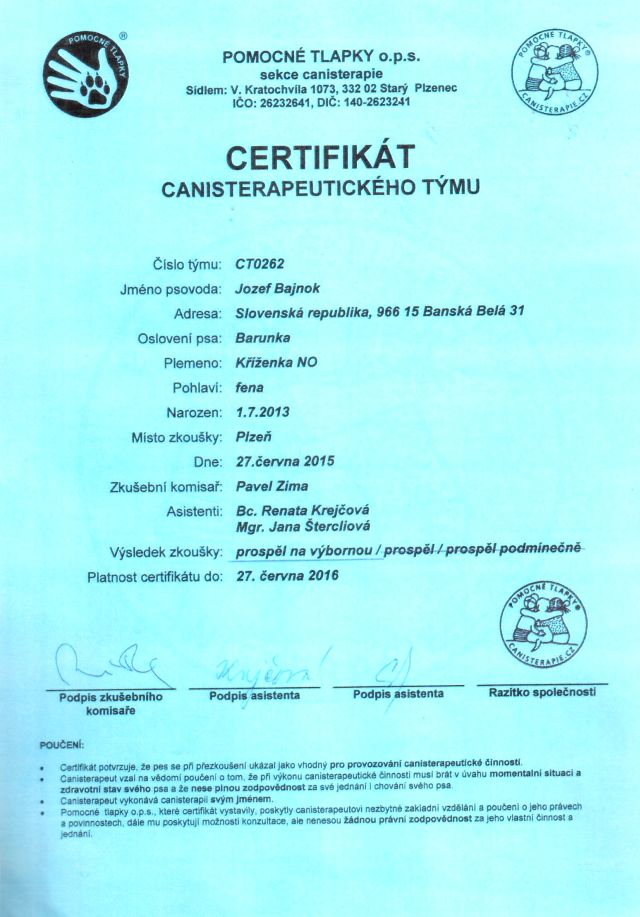 POMOCNÉ TLAPKY ®
POMOCNÉ TLAPKY o.p.s.
sekce canisterapie
Sídlem: V. Kratochvíla 1073, 332 02 Starý Plzenec
IČO: 26232641, DIČ: 140-2623241
POMOCNÉ TLAPKY®
CANISTERAPIE.CZ
CERTIFIKÁT
CANISTERAPEUTICKÉHO TÝMU
Číslo týmu: CT0262
Jméno psovoda: Jozef Bajnok
Adresa: Slovenská republika, 966 15 Banská Belá 31
Oslovení psa: Barunka
Plemeno: Kříženka NO
Pohlaví: fena
Narozen: 1.7.2013
Místo zkoušky: Plzeň
Dne: 27.června 2015
Zkušební komisař: Pavel Zíma
Asistenti: Bc. Renata Krejčová
Mgr. Jana Štercliová
Výsledek zkoušky: prospěl na výbornou / prospěl / prospěl podmínečně
Platnost certifikátu do: 27. června 2016
POMOCNÉ TLAPKY®
CANISTERAPIE.CZ
Krejčová
Podpis zkušebního komisaře
Podpis asistenta
Podpis asistenta
Razítko společnosti
POUČENÍ:
• Certifikát potvrzuje, že pes se při přezkoušení ukázal jako vhodný pro provozování canisterapeutické činností.
• Canisterapeut vzal na vědomí poučení o tom, že při výkonu canisterapeutické činnosti musí brát v úvahu momentální situaci a
zdravotní stav svého psa a že nese plnou zodpovědnost za své jednání i chování svého psa.
• Canisterapeut vykonává canisterapii svým jménem.
• Pomocné tlapky o.p.s., které certifikát vystavily, poskytly canisterapeutovi nezbytné zakladní vzdělání a poučení o jeho právech
a povinnostech, dále mu poskytují možnosti konzultace, ale nenesou žádnou právní zodpovědnost za jeho vlastní činnost a
jednání.